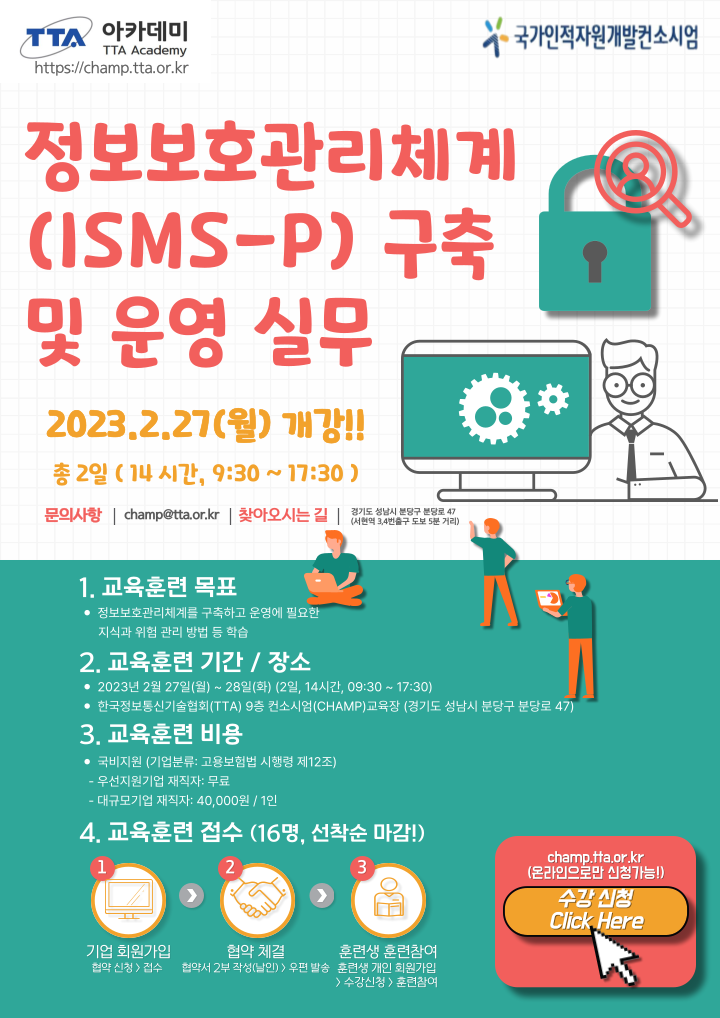 TTA 아카데미
TTA Academy
https://champ.tta.or.kr
국가인적자원개발컨소시엄
정보보호관리체계
(ISMS-P) 구축
및 운영 실무
2023.2.27(월) 개강!!
총 2일 ( 14 시간, 9:30 ~ 17:30 )
문의사항 | champ@tta.or.kr | 찾아오시는 길 | 경기도 성남시 분당구 분당로 47
(서현역 3,4번출구 도보 5분 거리)
1. 교육훈련 목표
● 정보보호관리체계를 구축하고 운영에 필요한
지식과 위험 관리 방법 등 학습
2. 교육훈련 기간 / 장소
● 2023년 2월 27일(월) ~ 28일(화) (2일, 14시간, 09:30 ~ 17:30)
● 한국정보통신기술협회(TTA) 9층 컨소시엄(CHAMP)교육장 (경기도 성남시 분당구 분당로 47)
3. 교육훈련 비용
● 국비지원 (기업분류: 고용보험법 시행령 제12조)
- 우선지원기업 재직자: 무료
- 대규모기업 재직자: 40,000원 / 1인
4. 교육훈련 접수 (16명, 선착순 마감!)
1
2
3
기업 회원가입
협약 신청 > 접수
협약 체결
협약서 2부 작성(날인) > 우편 발송
훈련생 훈련참여
훈련생 개인 회원가입
> 수강신청 > 훈련참여
champ.tta.or.kr
(온라인으로만 신청가능!)
수강 신청
Click Here